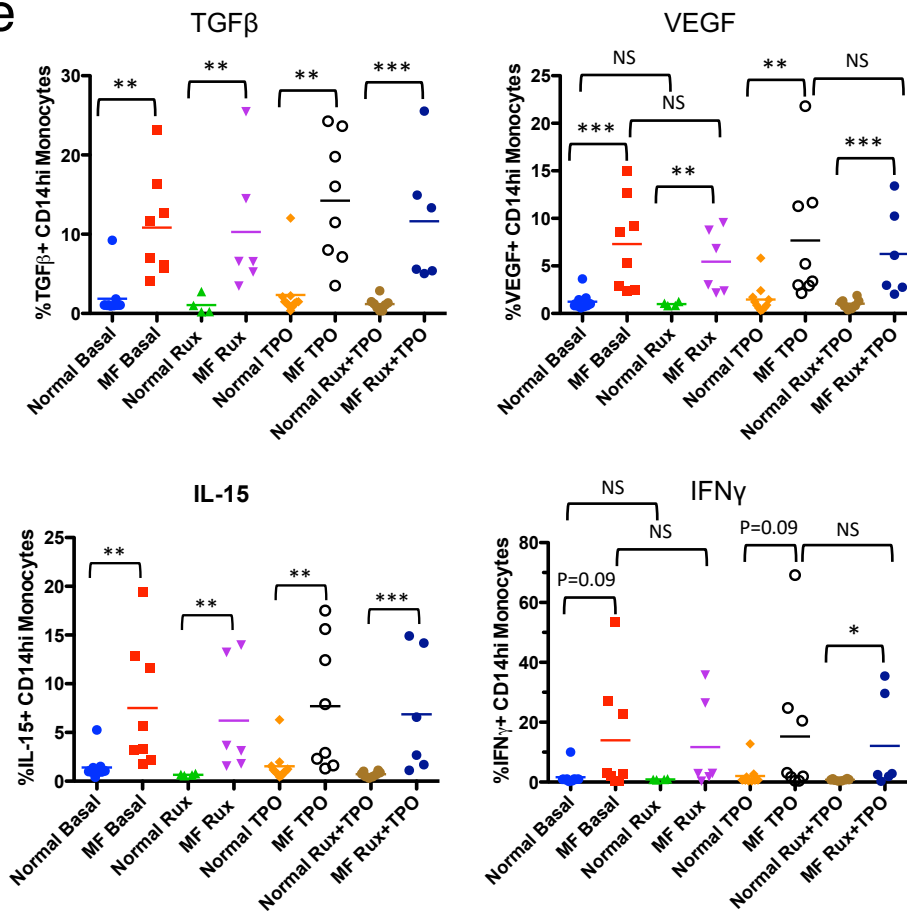 e
TGFβ
%TGFβ+ CD14hi Monocytes
30
20
10
0
** ** ** ***
Normal Basal
MF Basal
Normal Rux
MF Rux
Normal TPO
MF TPO
Normal Rux+TPO
MF Rux+TPO
VEGF
%VEGF+ CD14hi Monocytes
25
20
15
10
5
0
NS ** NS
NS
*** ** ***
Normal Basal
MF Basal
Normal Rux
MF Rux
Normal TPO
MF TPO
Normal Rux+TPO
MF Rux+TPO
IL-15
%IL-15+ CD14hi Monocytes
25
20
15
10
5
0
** ** ** ***
Normal Basal
MF Basal
Normal Rux
MF Rux
Normal TPO
MF TPO
Normal Rux+TPO
MF Rux+TPO
IFNγ
%IFNγ+ CD14hi Monocytes
80
60
40
20
0
NS
NS P=0.09 NS
P=0.09
*
Normal Basal
MF Basal
Normal Rux
MF Rux
Normal TPO
MF TPO
Normal Rux+TPO
MF Rux+TPO